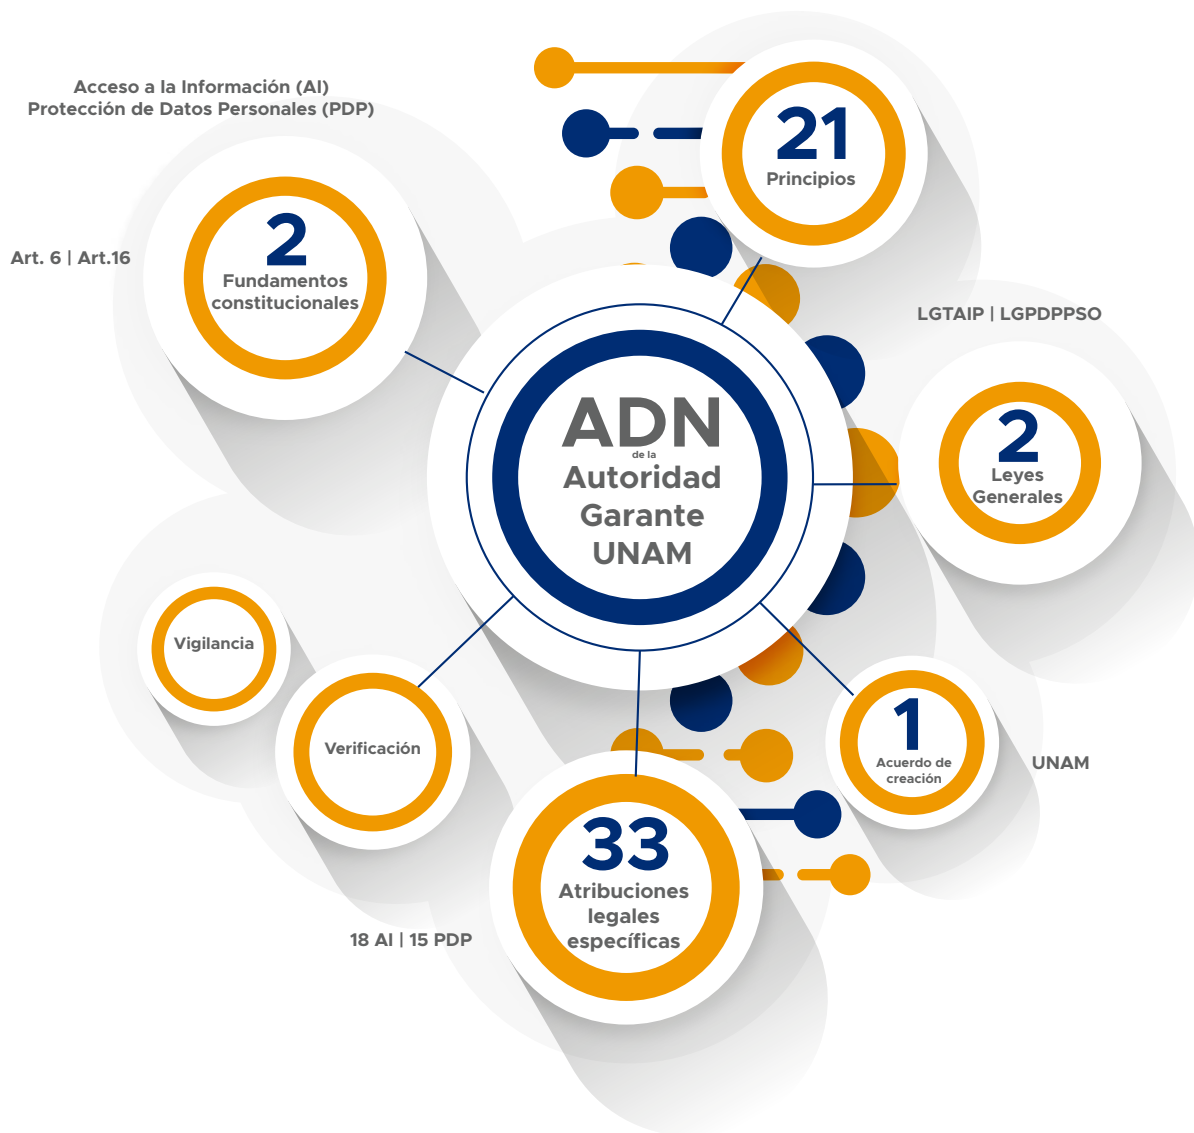 Acceso a la Información (AI)
Protección de Datos Personales (PDP)
21
Principios
2
Fundamentos
constitucionales
Art. 6 | Art.16
LGTAIP | LGPDPPSO
2
Leyes
Generales
ADN
de la
Autoridad
Garante
UNAM
Vigilancia
Verificación
1
Acuerdo de
creación
UNAM
33
Atribuciones
legales
específicas
18 AI | 15 PDP